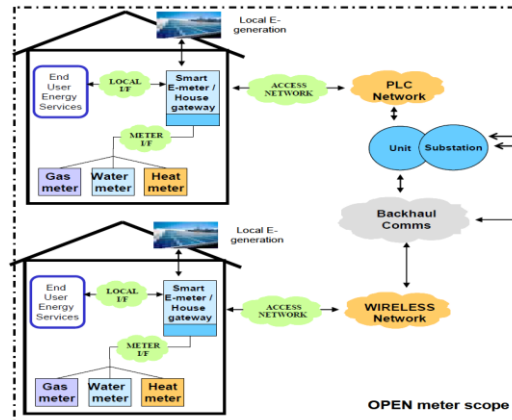 Local E-
generation
End
User
Energy
Services
LOCAL
I/F
Smart
E-meter /
House
gateway
ACCESS
NETWORK
PLC
Network
METER
I/F
Unit
Substation
Gas
meter
Water
meter
Heat
meter
Backhaul
Comms
Local E-
generation
End
User
Energy
Services
LOCAL
I/F
Smart
E-meter /
House
gateway
ACCESS
NETWORK
WIRELESS
Network
METER
I/F
Gas
meter
Water
meter
Heat
meter
OPEN meter scope